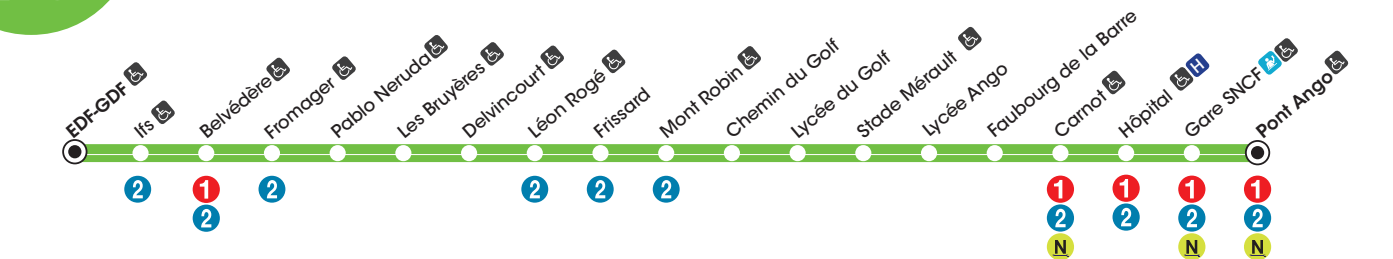 EDF-GDF
Ifs
Belvédère
Fromager
Pablo Neruda
Les Bruyères
Delvincourt
Léon Rogé
Frissard
Mont Robin
Chemin du Golf
Lycée du Golf
Stade Mérault
Lycée Ango
Faubourg de la Barre
Carnot
Hôpital H
Gare SNCF
Pont Ango
2 1 2 2 2 2 1 1 1 1
2 2 2 2 2
N N N